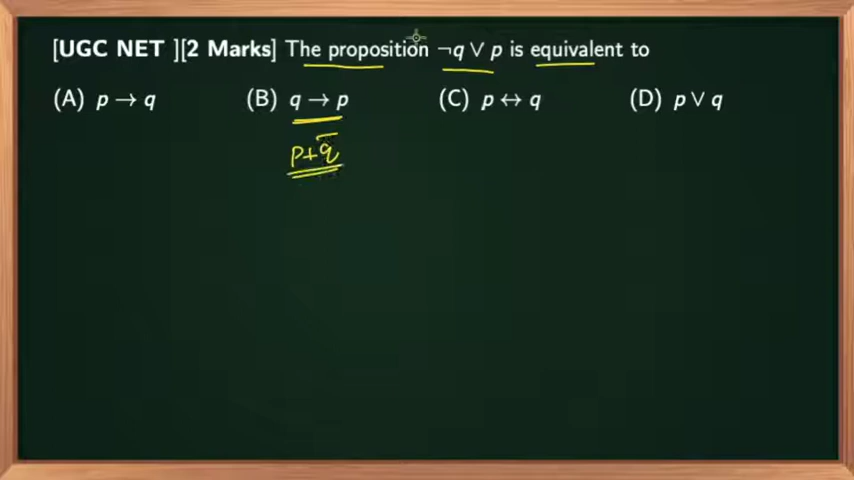 [UGC NET ][2 Marks] The proposition ¬q ∨ p is equivalent to
(A) p → q (B) q → p (C) p ↔ q (D) p ∨ q
p+q̅